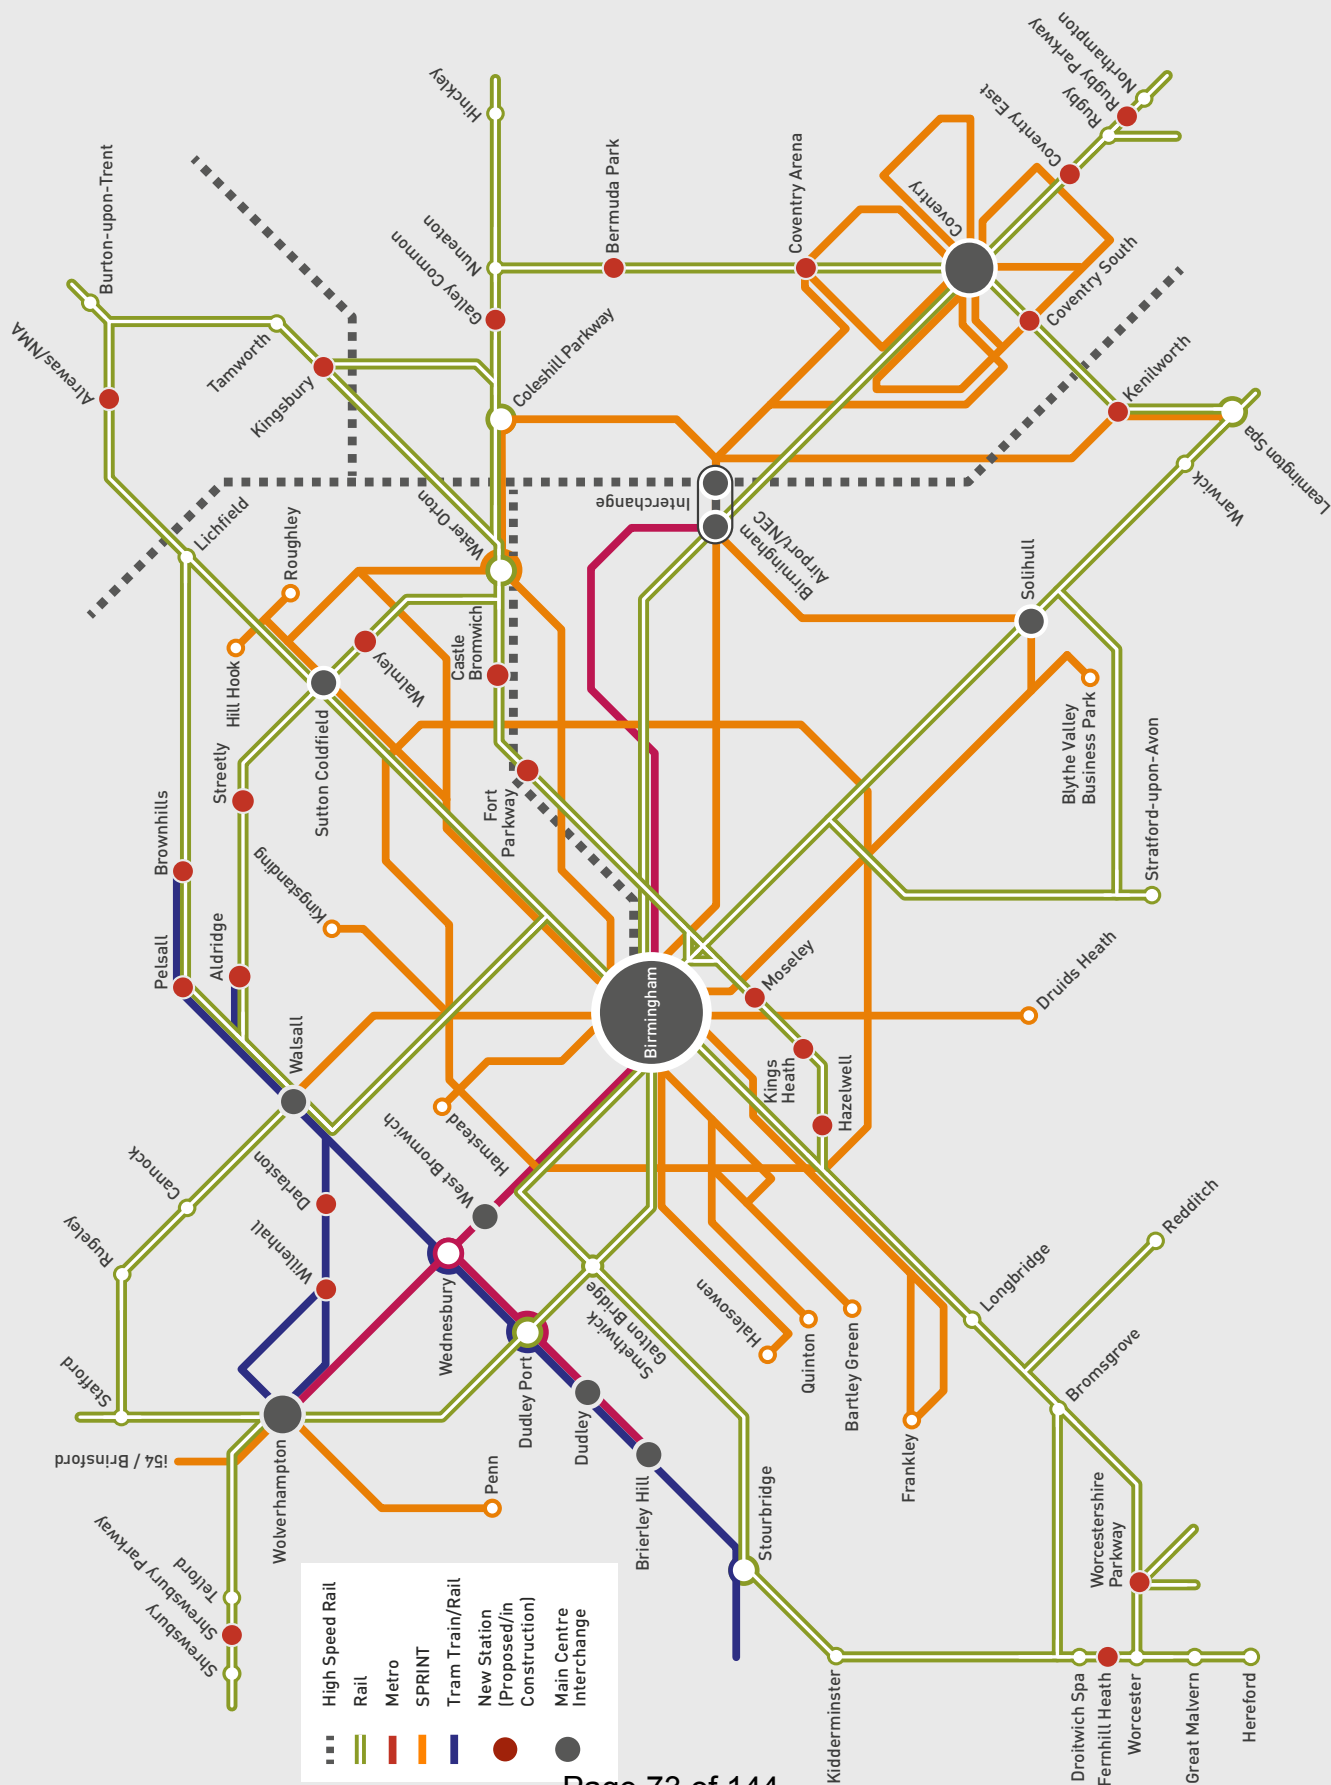 Hinckley
Northampton
Rugby Parkway
Rugby
Coventry East
Burton-upon-Trent
Bermuda Park
Coventry Arena
Coventry
Nuneaton
Galley Common
Coventry South
Alrewas/NMA
Tamworth
Kingsbury
Coleshill Parkway
Kenilworth
Leamington Spa
Warwick
Interchange
Birmingham
Airport/NEC
Water Orton
Lichfield
Roughley
Hill Hook
Walmley
Castle
Bromwich
Solihull
Blythe Valley
Business Park
Stratford-upon-Avon
Streetly
Sutton Coldfield
Brownhills
Fort
Parkway
Kingstanding
Pelsall
Aldridge
Moseley
Druids Heath
Birmingham
Walsall
Kings
Heath
Hazelwell
Hamstead
West Bromwich
Cannock
Darlaston
Rugeley
Willenhall
Redditch
Longbridge
Wednesbury
Smethwick
Galton Bridge
Halesowen
Quinton
Bartley Green
Bromsgrove
Stafford
Dudley Port
Dudley
Frankley
i54 / Brinsford
Wolverhampton
Penn
Brierley Hill
Stourbridge
Worcestershire
Parkway
Telford
Shrewsbury Parkway
Shrewsbury
High Speed Rail
Rail
Metro
SPRINT
Tram Train/Rail
New Station
(Proposed/in
Construction)
Main Centre
Interchange
Kidderminster
Droitwich Spa
Fernhill Heath
Worcester
Great Malvern
Hereford
Page 73 of 144